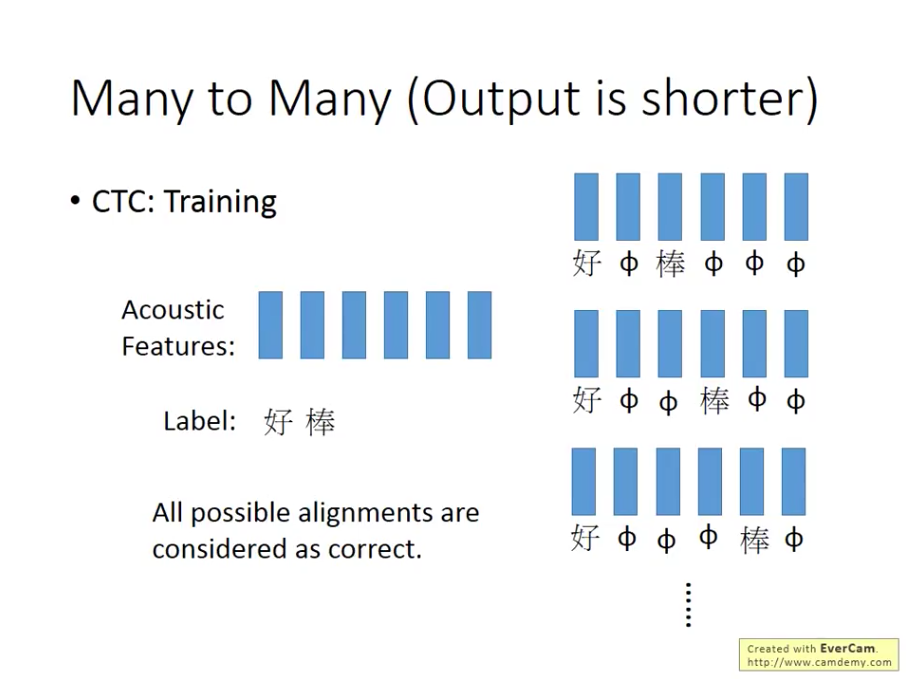 Many to Many (Output is shorter)
• CTC: Training
Acoustic
Features:
Label: 好 棒
All possible alignments are
considered as correct.
好 ф 棒 ф ф ф
好 ф ф 棒 ф ф
好 ф ф ф 棒 ф
......
Created with EverCam.
http://www.camdemy.com